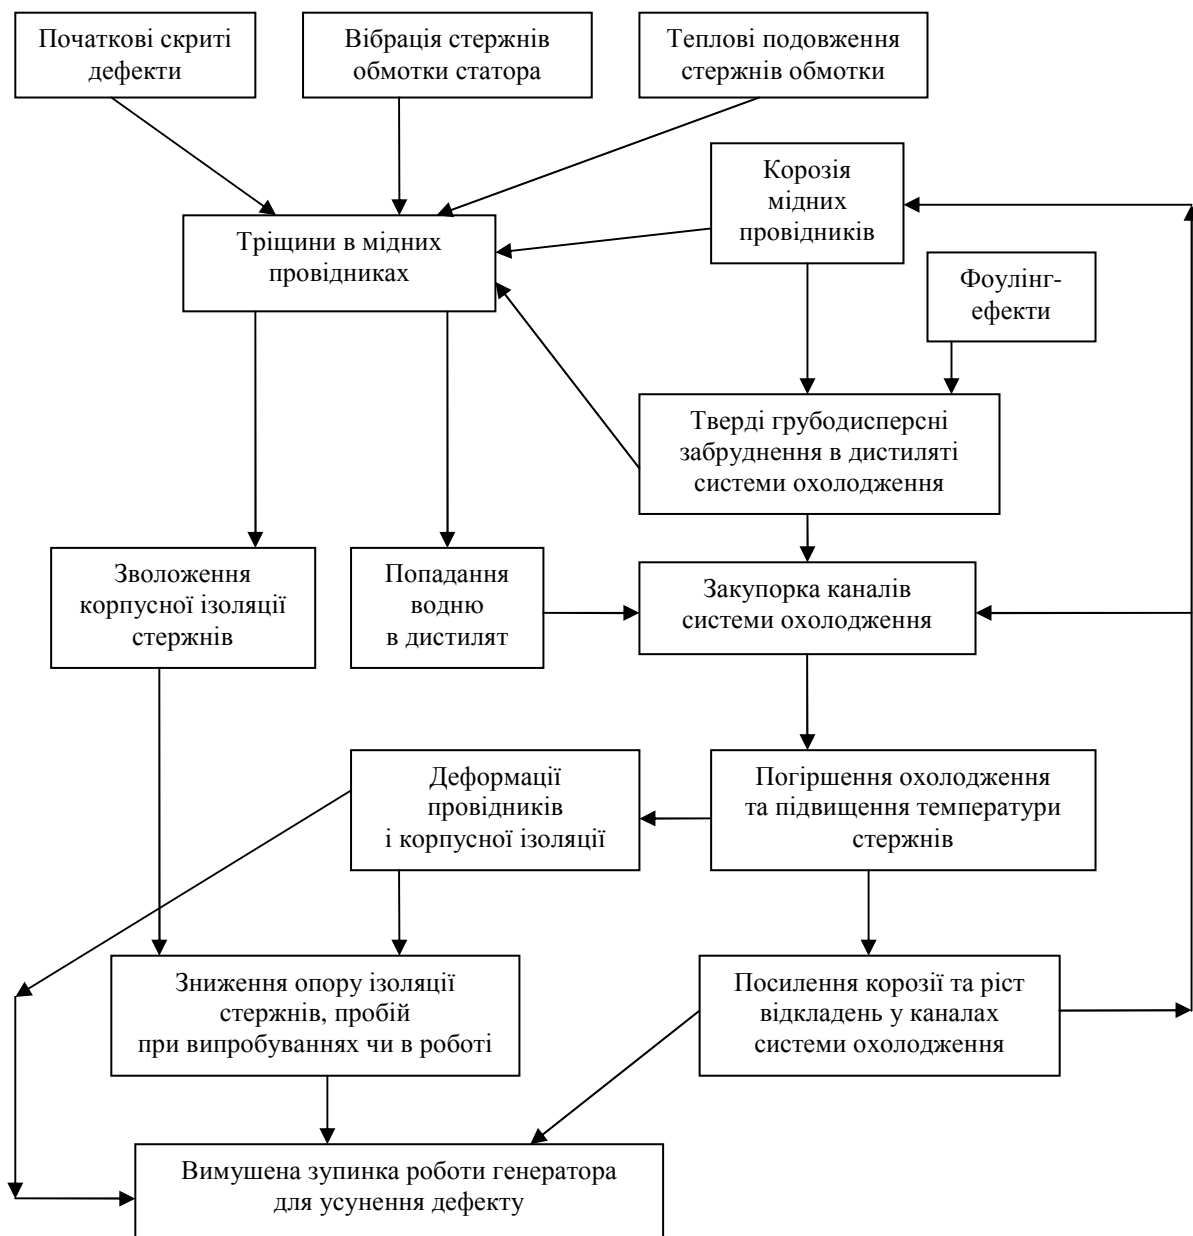 Початкові скриті
дефекти
Вібрація стержнів
обмотки статора
Теплові подовження
стержнів обмотки
Корозія
мідних
провідників
Тріщини в мідних
провідниках
Фоулінг-
ефекти
Тверді грубодисперсні
забруднення в дистиляті
системи охолодження
Зволоження
корпусної ізоляції
стержнів
Попадання
водню
в дистилят
Закупорка каналів
системи охолодження
Деформації
провідників
і корпусної ізоляції
Погіршення охолодження
та підвищення температури
стержнів
Зниження опору ізоляції
стержнів, пробій
при випробуваннях чи в роботі
Посилення корозії та ріст
відкладень у каналах
системи охолодження
Вимушена зупинка роботи генератора
для усунення дефекту